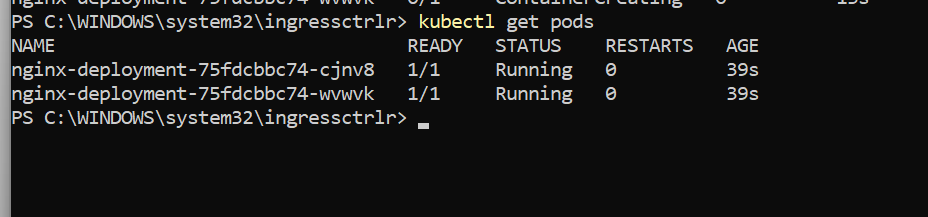 nginx-deployment-75fdcbbc74-wvwvk   0/1     ContainerCreating   0          19s
PS C:\WINDOWS\system32\ingressctrlr> kubectl get pods
NAME                                READY   STATUS    RESTARTS   AGE
nginx-deployment-75fdcbbc74-cjnv8   1/1     Running   0          39s
nginx-deployment-75fdcbbc74-wvwvk   1/1     Running   0          39s
PS C:\WINDOWS\system32\ingressctrlr>